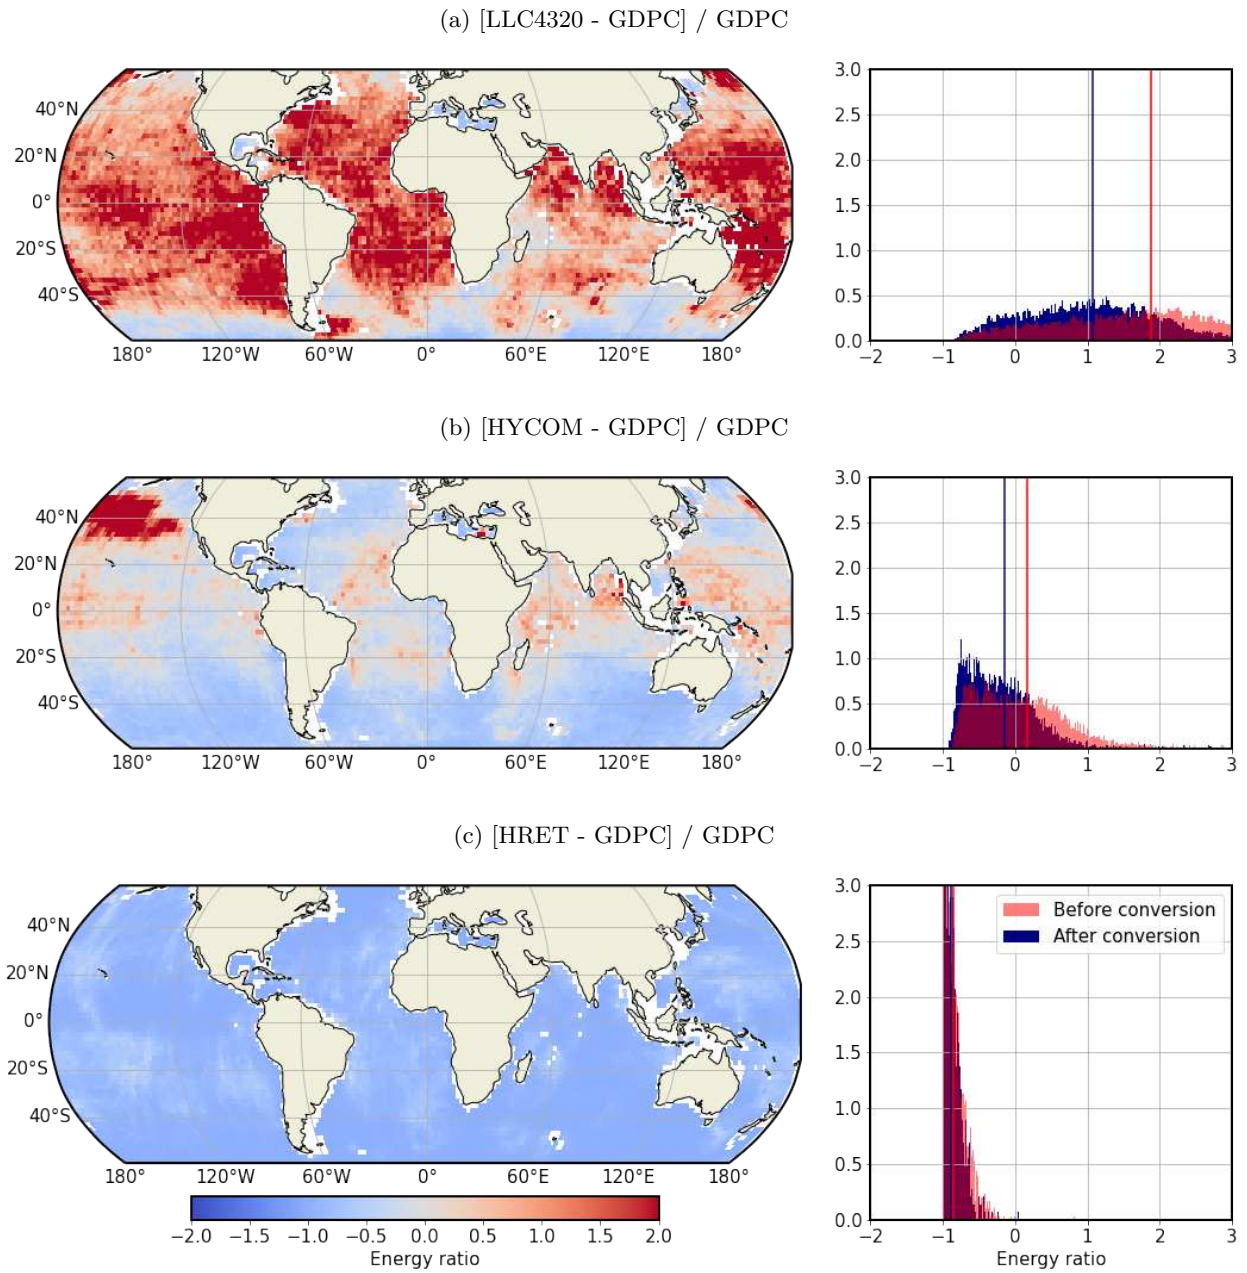 (a) [LLC4320 - GDPC] / GDPC
40°N
20°N
0°
20°S
40°S
180° 120°W 60°W 0° 60°E 120°E 180°
3.0
2.5
2.0
1.5
1.0
0.5
0.0
−2 −1 0 1 2 3
(b) [HYCOM - GDPC] / GDPC
40°N
20°N
0°
20°S
40°S
180° 120°W 60°W 0° 60°E 120°E 180°
3.0
2.5
2.0
1.5
1.0
0.5
0.0
−2 −1 0 1 2 3
(c) [HRET - GDPC] / GDPC
40°N
20°N
0°
20°S
40°S
180° 120°W 60°W 0° 60°E 120°E 180°
−2.0 −1.5 −1.0 −0.5 0.0 0.5 1.0 1.5 2.0
Energy ratio
3.0
2.5
2.0
1.5
1.0
0.5
0.0
Before conversion
After conversion
−2 −1 0 1 2 3
Energy ratio